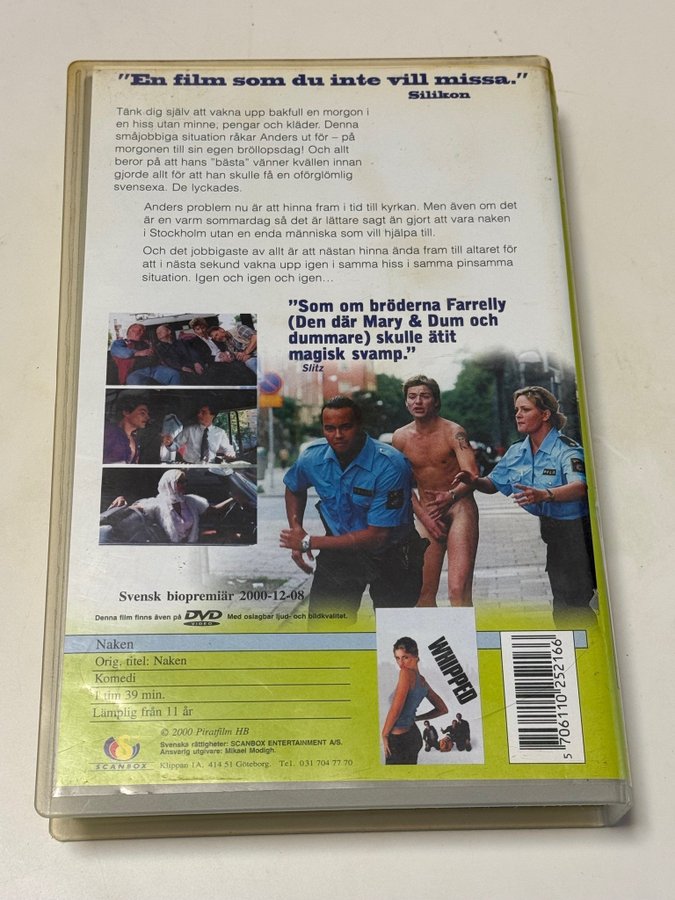 "En film som du inte vill missa."
Silikon
Tänk dig själv att vakna upp bakfull en morgon i
en hiss utan minne, pengar och kläder. Denna
småjobbiga situation råkar Anders ut för – på
morgonen till sin egen bröllopsdag! Och allt
beror på att hans "bästa" vänner kvällen innan
gjorde allt för att han skulle få en oförglömlig
svensexa. De lyckades.
Anders problem nu är att hinna fram i tid till kyrkan. Men även om det
är en varm sommardag så det är lättare sagt än gjort att vara naken
i Stockholm utan en enda människa som vill hjälpa till.
Och det jobbigaste av allt är att nästan hinna ända fram till altaret för
att i nästa sekund vakna upp igen i samma hiss i samma pinsamma
situation. Igen och igen och igen...
"Som om bröderna Farrelly
(Den där Mary & Dum och
dummare) skulle ätit
magisk svamp."
Slitz
Svensk biopremiär 2000-12-08
Denna film finns även på DVD VIDEO Med oslagbar ljud- och bildkvalitet.
Naken
Orig. titel: Naken
Komedi
1 tim 39 min.
Lämplig från 11 år
© 2000 Piratfilm HB
Svenska rättigheter: SCANBOX ENTERTAINMENT A/S.
Ansvarig utgivare: Mikael Modigh.
SCANBOX Klippan 1A, 414 51 Göteborg. Tel. 031 704 77 70
WHIPPED
5 706110 252166